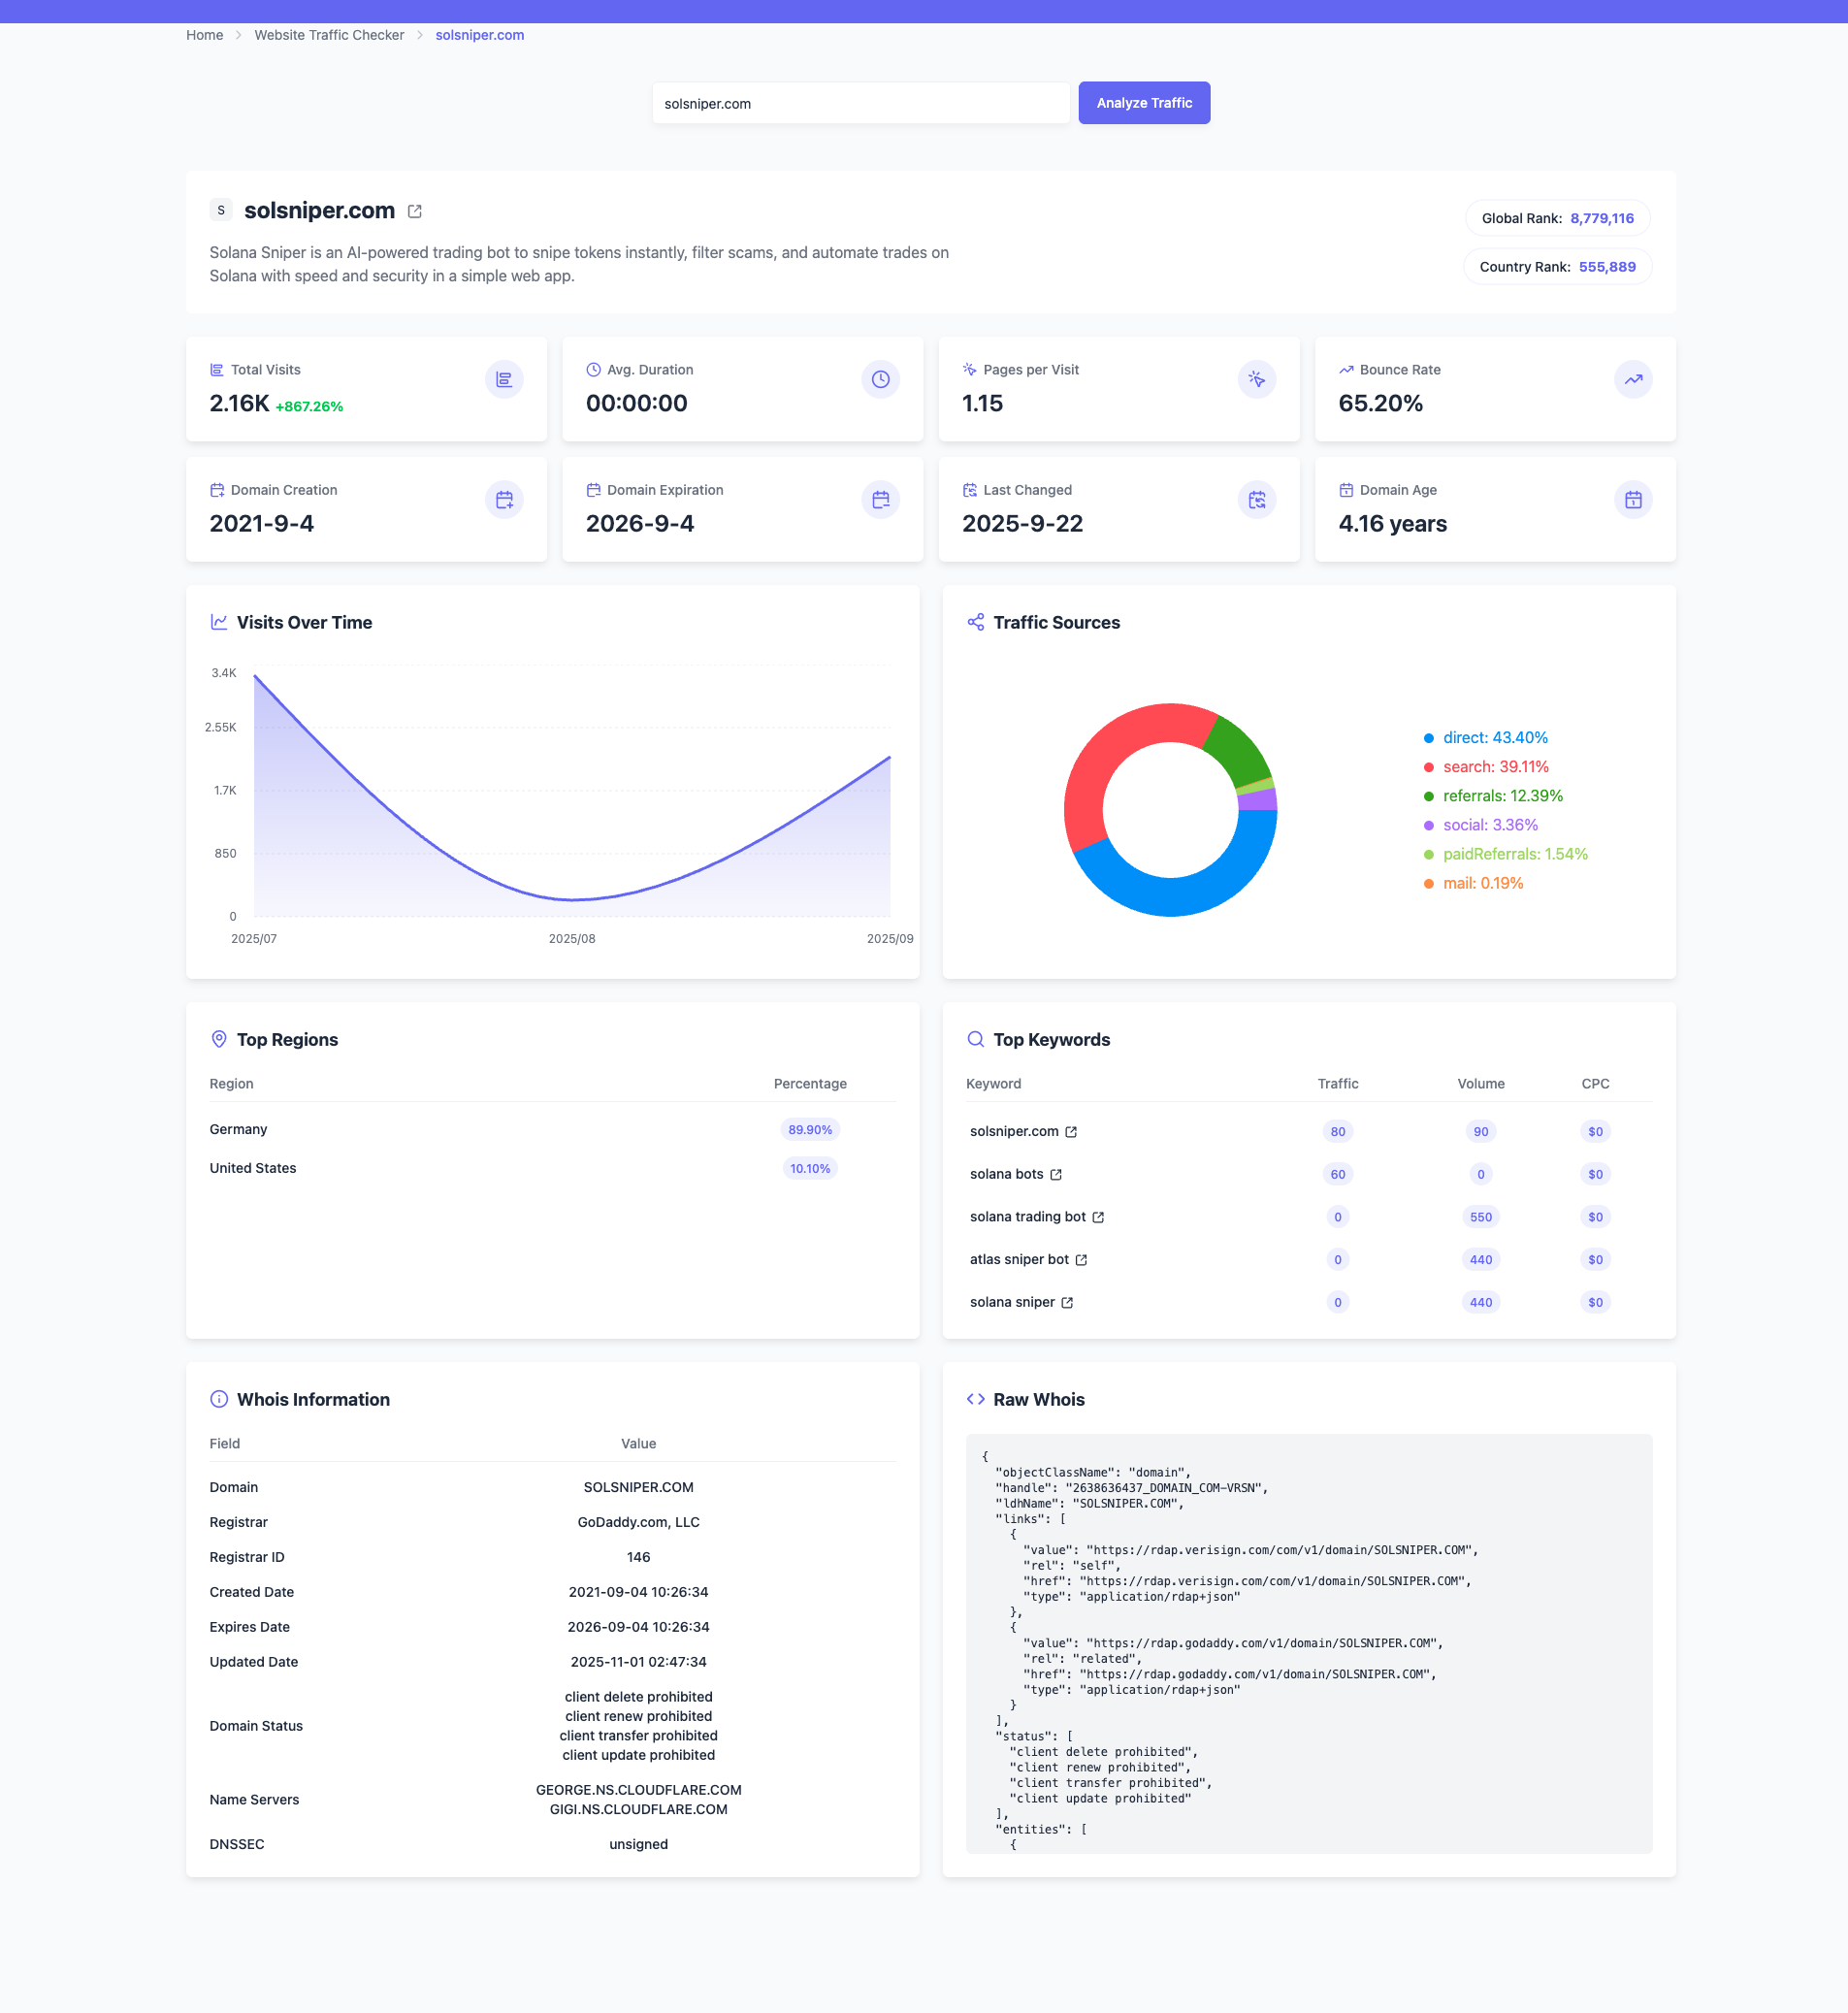 Home > Website Traffic Checker > solsniper.com
solsniper.com
Analyze Traffic
S solsniper.com
Solana Sniper is an AI-powered trading bot to snipe tokens instantly, filter scams, and automate trades on
Solana with speed and security in a simple web app.
Global Rank: 8,779,116
Country Rank: 555,889
Total Visits
2.16K +867.26%
Avg. Duration
00:00:00
Pages per Visit
1.15
Bounce Rate
65.20%
Domain Creation
2021-9-4
Domain Expiration
2026-9-4
Last Changed
2025-9-22
Domain Age
4.16 years
Visits Over Time
3.4K
2.55K
1.7K
850
0
2025/07 2025/08 2025/09
Traffic Sources
direct: 43.40%
search: 39.11%
referrals: 12.39%
social: 3.36%
paidReferrals: 1.54%
mail: 0.19%
Top Regions
Region Percentage
Germany 89.90%
United States 10.10%
Top Keywords
Keyword Traffic Volume CPC
solsniper.com 80 90 $0
solana bots 60 0 $0
solana trading bot 0 550 $0
atlas sniper bot 0 440 $0
solana sniper 0 440 $0
Whois Information
Field Value
Domain SOLSNIPER.COM
Registrar GoDaddy.com, LLC
Registrar ID 146
Created Date 2021-09-04 10:26:34
Expires Date 2026-09-04 10:26:34
Updated Date 2025-11-01 02:47:34
Domain Status
client delete prohibited
client renew prohibited
client transfer prohibited
client update prohibited
Name Servers
GEORGE.NS.CLOUDFLARE.COM
GIGI.NS.CLOUDFLARE.COM
DNSSEC unsigned
Raw Whois
{
"objectClassName": "domain",
"handle": "2638636437_DOMAIN_COM-VRSN",
"ldhName": "SOLSNIPER.COM",
"links": [
{
"value": "https://rdap.verisign.com/com/v1/domain/SOLSNIPER.COM",
"rel": "self",
"href": "https://rdap.verisign.com/com/v1/domain/SOLSNIPER.COM",
"type": "application/rdap+json"
},
{
"value": "https://rdap.godaddy.com/v1/domain/SOLSNIPER.COM",
"rel": "related",
"href": "https://rdap.godaddy.com/v1/domain/SOLSNIPER.COM",
"type": "application/rdap+json"
}
],
"status": [
"client delete prohibited",
"client renew prohibited",
"client transfer prohibited",
"client update prohibited"
],
"entities": [
{